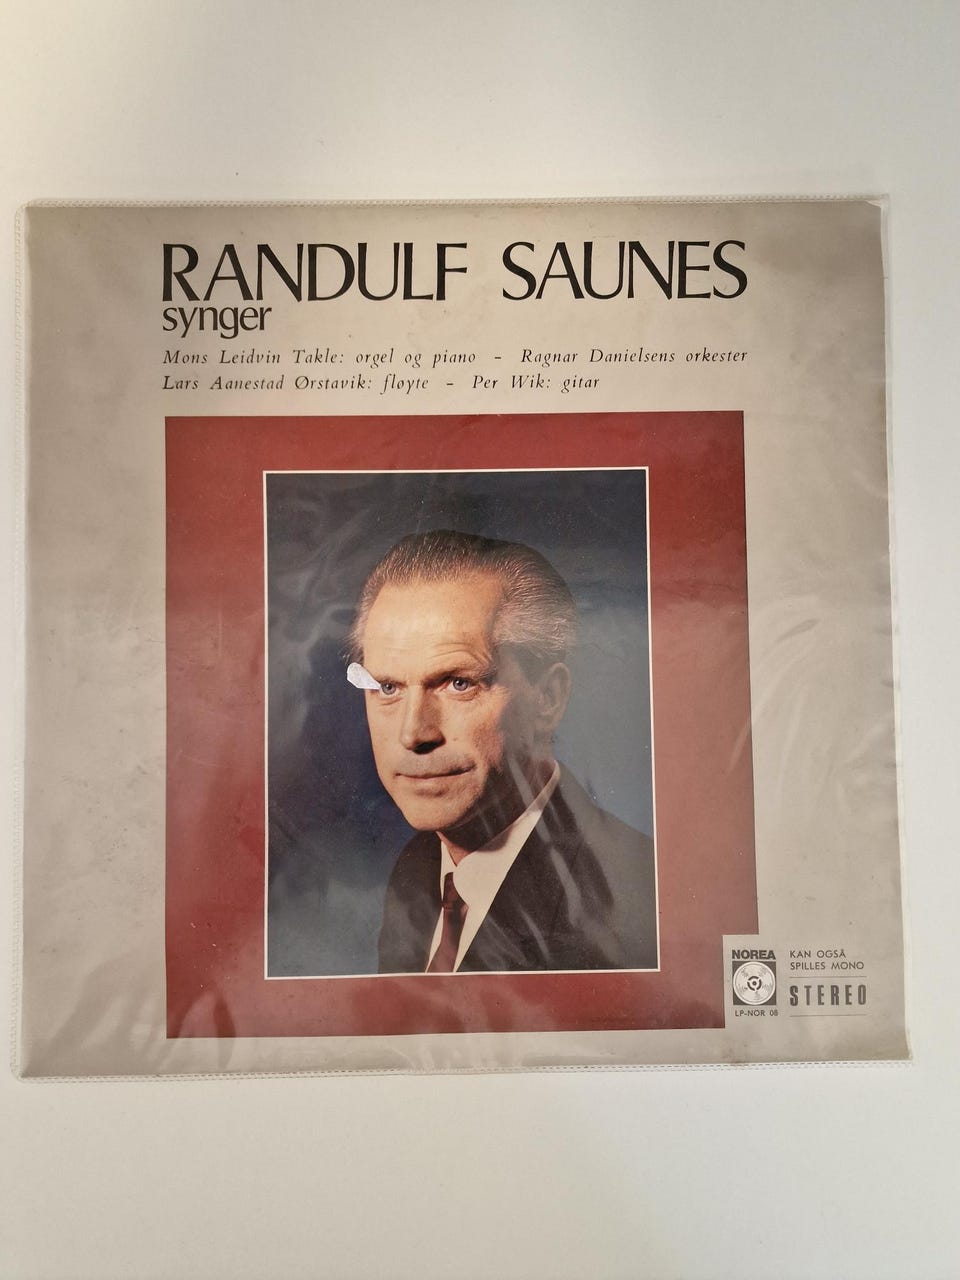 RANDULF SAUNES
synger
Mons Leidvin Takle: orgel og piano – Ragnar Danielsens orkester
Lars Aanestad Ørstavik: fløyte – Per Wik: gitar
NOREA
LP-NOR 08
KAN OGSÅ
SPILLES MONO
STEREO